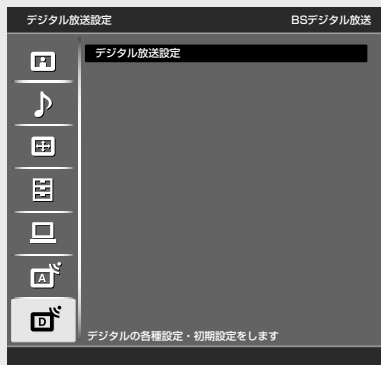 デジタル放送設定 BSデジタル放送
デジタル放送設定
A
D
デジタルの各種設定・初期設定をします